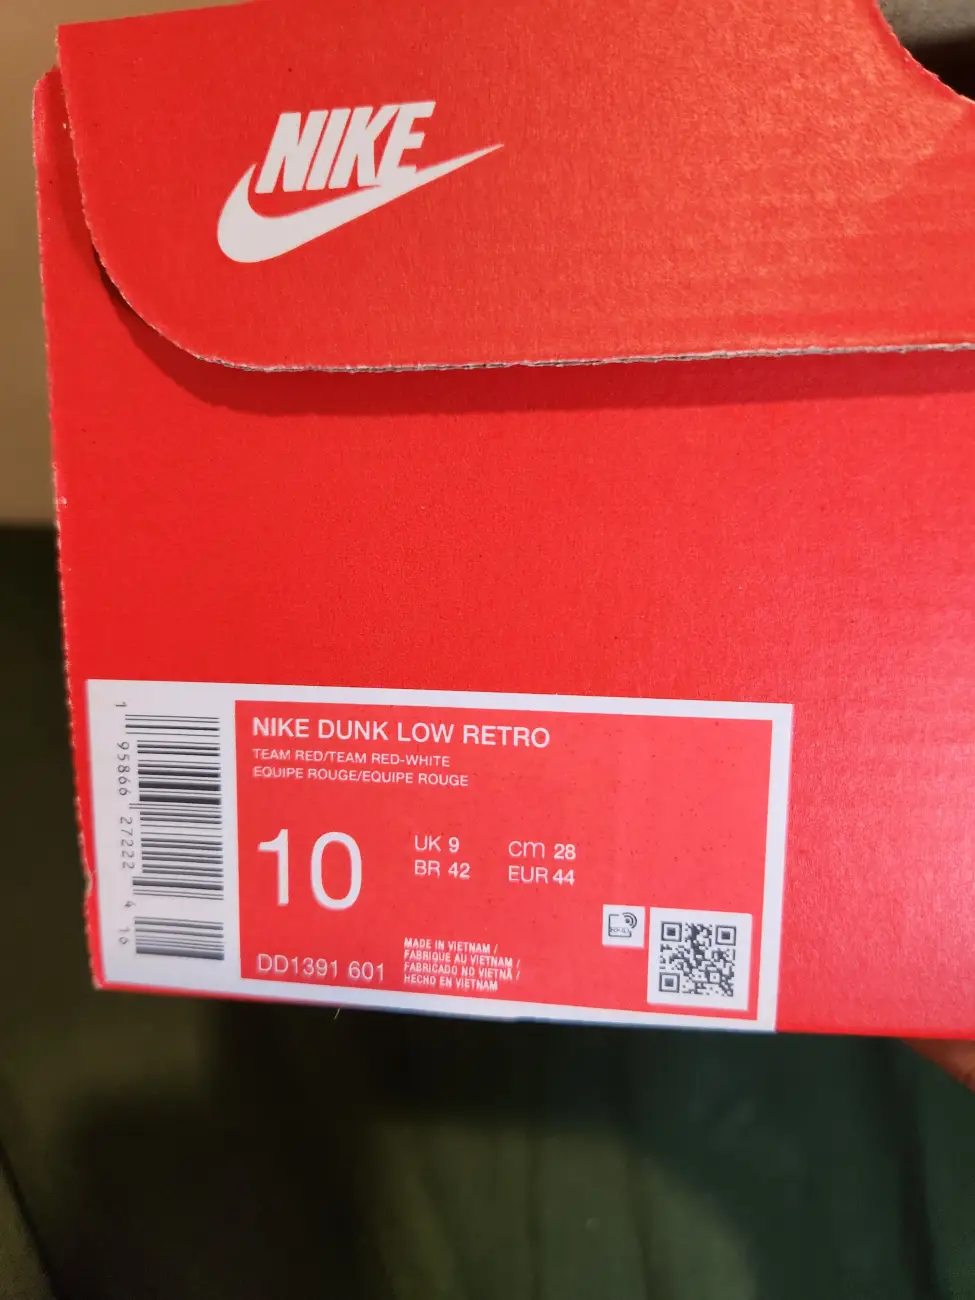 NIKE
NIKE DUNK LOW RETRO
TEAM RED/TEAM RED-WHITE
EQUIPE ROUGE/EQUIPE ROUGE
10
UK 9
cm 28
BR 42
EUR 44
DD1391 601
MADE IN VIETNAM /
FABRIQUE AU VIETNAM /
FABRICADO NO VIETNÃ /
HECHO EN VIETNAM
RFID
1 95866 27222 4 16